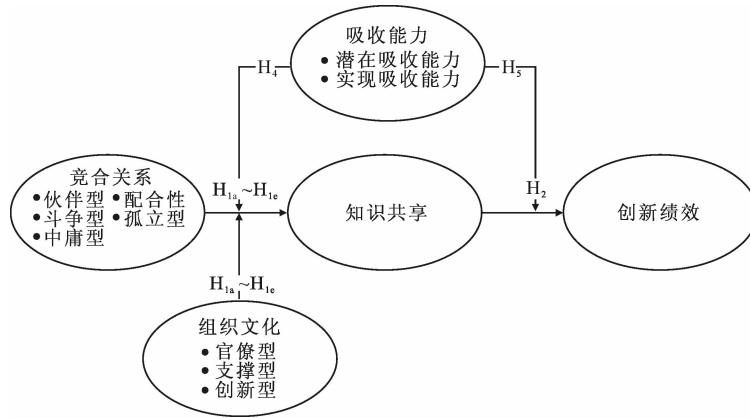 吸收能力
● 潜在吸收能力
● 实现吸收能力
H₄
H₅
竞合关系
●伙伴型 ●配合性
●斗争型 ●孤立型
●中庸型
H₁ₐ~H₁ₑ
知识共享
H₂
创新绩效
H₁ₐ~H₁ₑ
组织文化
● 官僚型
● 支撑型
● 创新型